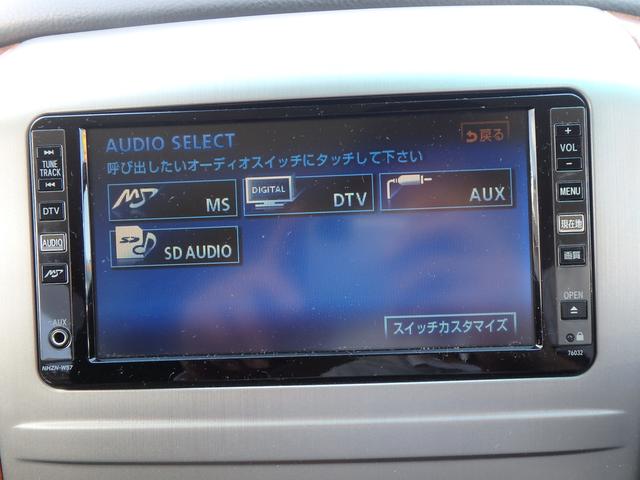 AUDIO SELECT
戻る
呼び出したいオーディオスイッチにタッチして下さい
MS
DIGITAL
DTV
AUX
SD
SD AUDIO
スイッチカスタマイズ
TUNE
TRACK
DTV
AUDIO
AUX
NHZN-W57
+
VOL
−
MENU
現在地
画質
OPEN
76032